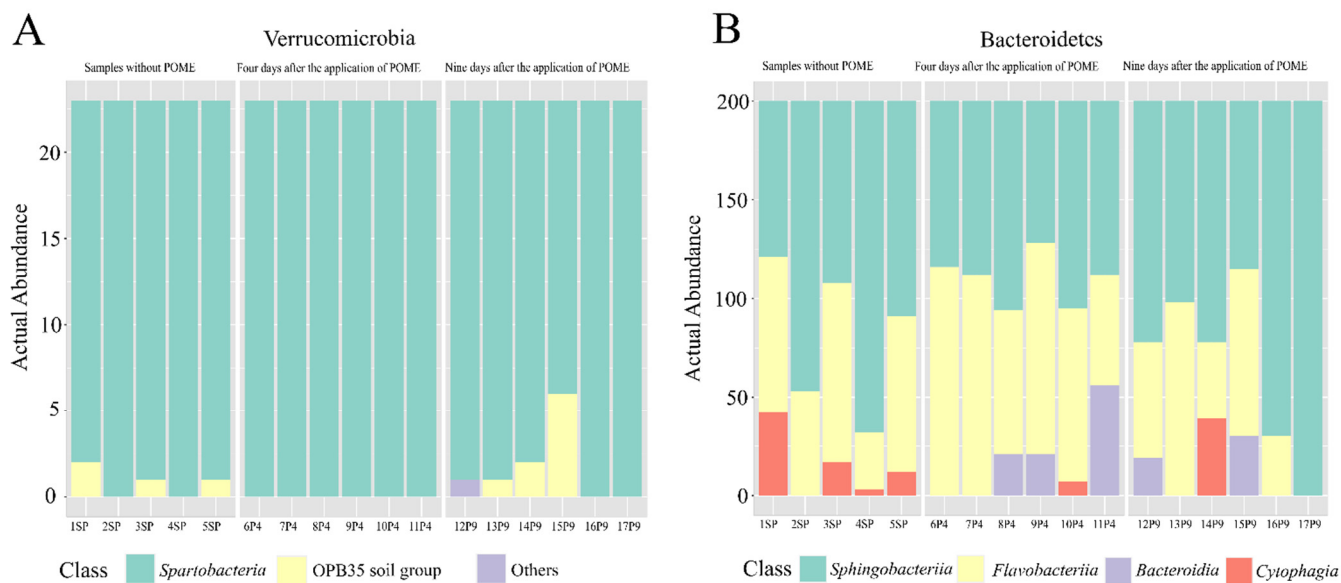 A
Verrucomicrobia
Samples without POME
Four days after the application of POME
Nine days after the application of POME
Actual Abundance
20
15
10
5
0
1SP 2SP 3SP 4SP 5SP 6P4 7P4 8P4 9P4 10P4 11P4 12P9 13P9 14P9 15P9 16P9 17P9
Class Spartobacteria OPB35 soil group Others
B
Bacteroidetes
Samples without POME
Four days after the application of POME
Nine days after the application of POME
Actual Abundance
200
150
100
50
0
1SP 2SP 3SP 4SP 5SP 6P4 7P4 8P4 9P4 10P4 11P4 12P9 13P9 14P9 15P9 16P9 17P9
Class Sphingobacteriia Flavobacteriia Bacteroidia Cytophagia